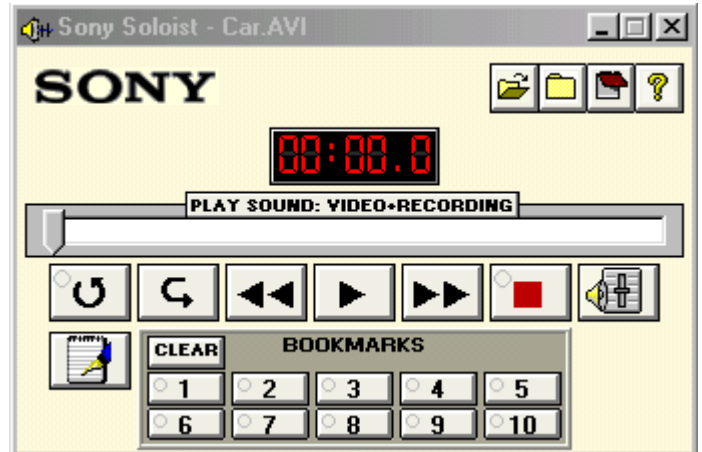 Sony Soloist - Car.AVI
SONY
00:00.0
PLAY SOUND: VIDEO+RECORDING
CLEAR BOOKMARKS
1 2 3 4 5
6 7 8 9 10